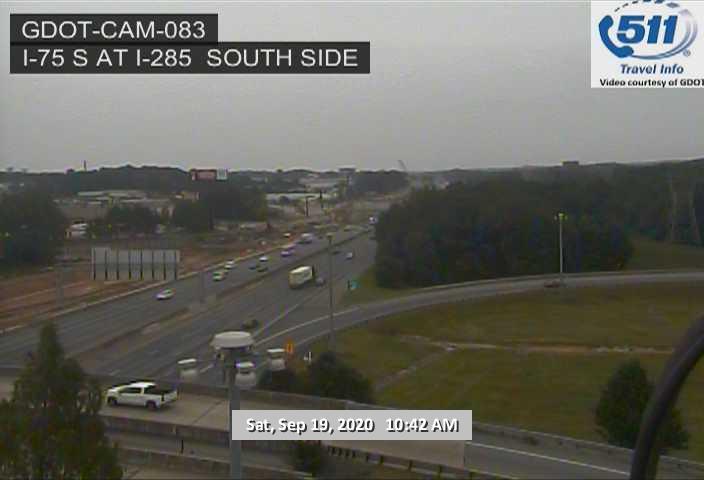 GDOT-CAM-083
I-75 S AT I-285 SOUTH SIDE
511
®
Travel Info
Video courtesy of GDOT
Sat, Sep 19, 2020 10:42 AM